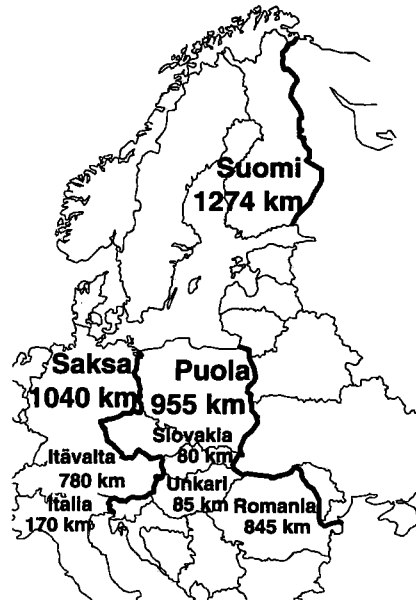 Suomi
1274 km
Saksa
1040 km
Puola
955 km
Slovakia
80 km
Itävalta
780 km
Unkari
85 km
Italia
170 km
Romania
845 km